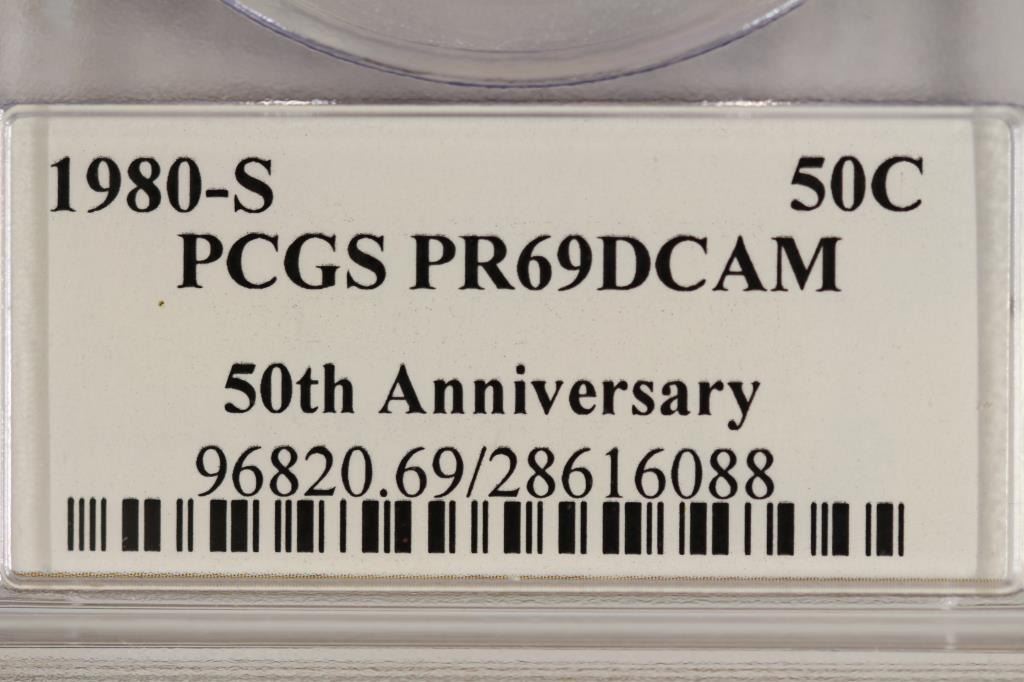 1980-S 50C
PCGS PR69DCAM
50th Anniversary
96820.69/28616088